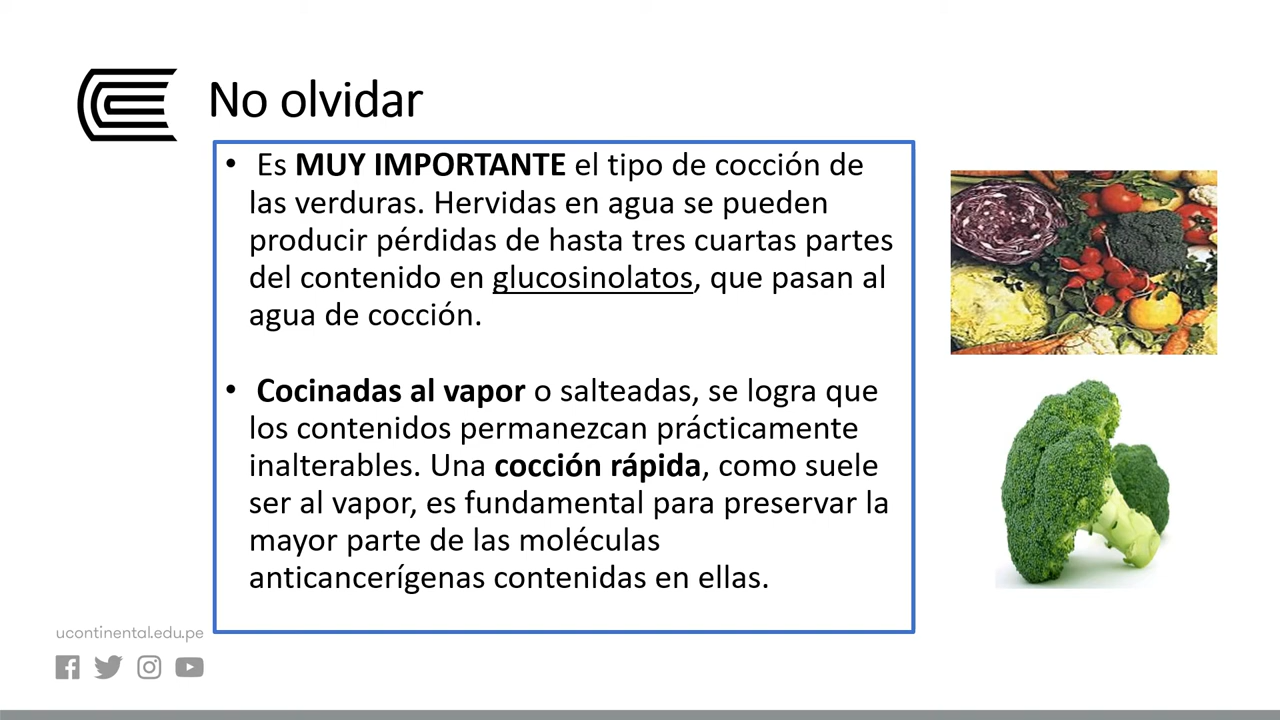 No olvidar
• Es MUY IMPORTANTE el tipo de cocción de
las verduras. Hervidas en agua se pueden
producir pérdidas de hasta tres cuartas partes
del contenido en glucosinolatos, que pasan al
agua de cocción.
• Cocinadas al vapor o salteadas, se logra que
los contenidos permanezcan prácticamente
inalterables. Una cocción rápida, como suele
ser al vapor, es fundamental para preservar la
mayor parte de las moléculas
anticancerígenas contenidas en ellas.
ucontinental.edu.pe